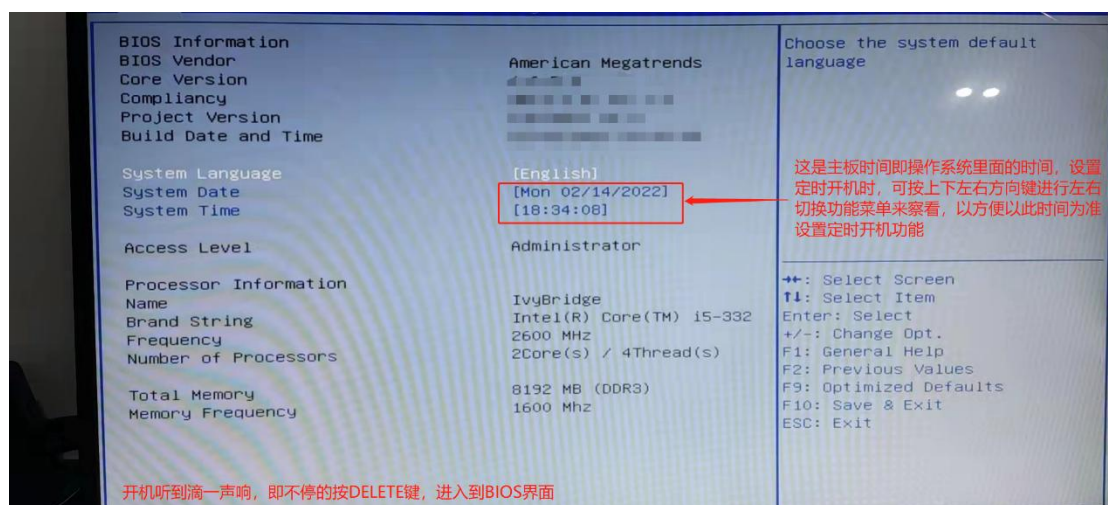 BIOS Information
BIOS Vendor American Megatrends
Core Version
Compliancy
Project Version
Build Date and Time
System Language [English]
System Date [Mon 02/14/2022]
System Time [18:34:08]
Access Level Administrator
Processor Information
Name IvyBridge
Brand String Intel(R) Core(TM) i5-332
Frequency 2600 MHz
Number of Processors 2Core(s) / 4Thread(s)
Total Memory 8192 MB (DDR3)
Memory Frequency 1600 Mhz
开机听到滴一声响，即不停的按DELETE键，进入到BIOS界面
Choose the system default
language
这是主板时间即操作系统里面的时间，设置
定时开机时，可按上下左右方向键进行左右
切换功能菜单来察看，以方便以此时间为准
设置定时开机功能
→←: Select Screen
↑↓: Select Item
Enter: Select
+/-: Change Opt.
F1: General Help
F2: Previous Values
F9: Optimized Defaults
F10: Save & Exit
ESC: Exit